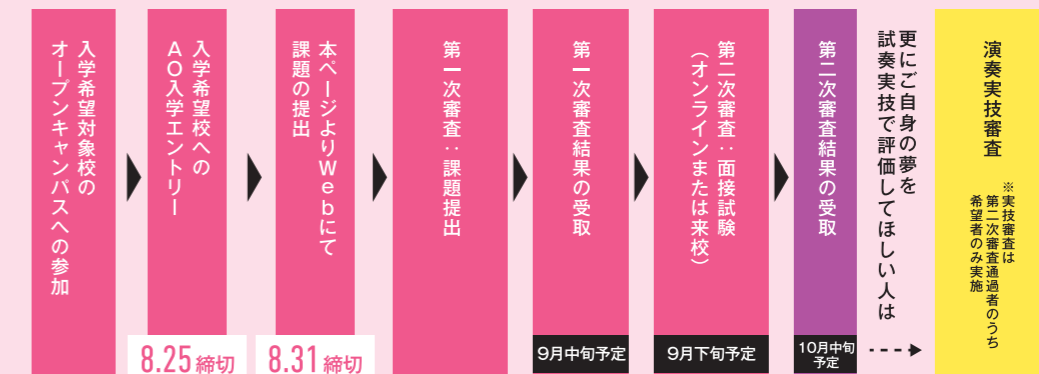 入学希望対象校の
オープンキャンパスへの参加
入学希望校への
AO入学エントリー
8.25締切
本ページよりWebにて
課題の提出
8.31締切
第一次審査：課題提出
第一次審査結果の受取
9月中旬予定
第二次審査：面接試験
（オンラインまたは来校）
9月下旬予定
第二次審査結果の受取
10月中旬
予定
更にご自身の夢を
試奏実技で評価してほしい人は
演奏実技審査
※実技審査は
第二次審査通過者のうち
希望者のみ実施